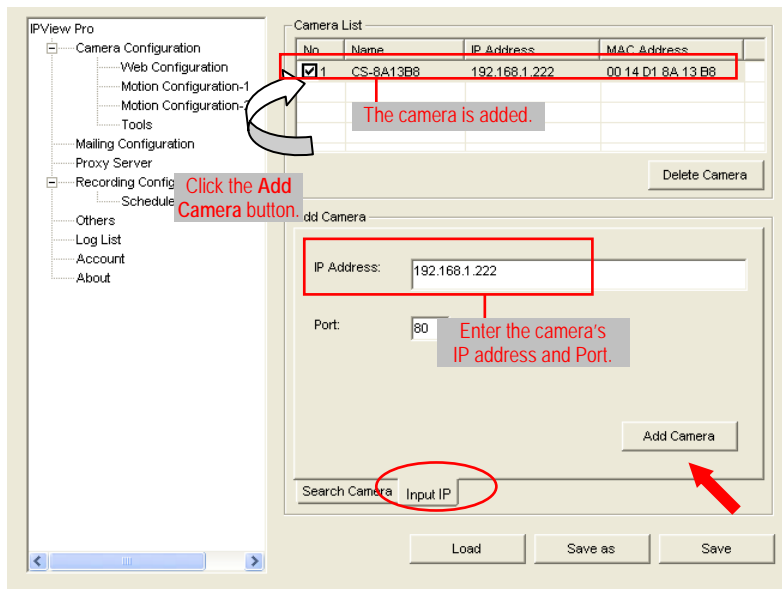 IPView Pro
Camera Configuration
Web Configuration
Motion Configuration-1
Motion Configuration-
Tools
Mailing Configuration
Proxy Server
Recording Config
Schedule
Others
Log List
Account
About
Click the Add
Camera button.
Camera List
No Name IP Address MAC Address
1 CS-8A13B8 192.168.1.222 00 14 D1 8A 13 B8
The camera is added.
Delete Camera
dd Camera
IP Address: 192.168.1.222
Port: 80
Enter the camera's
IP address and Port.
Add Camera
Search Camera Input IP
Load Save as Save